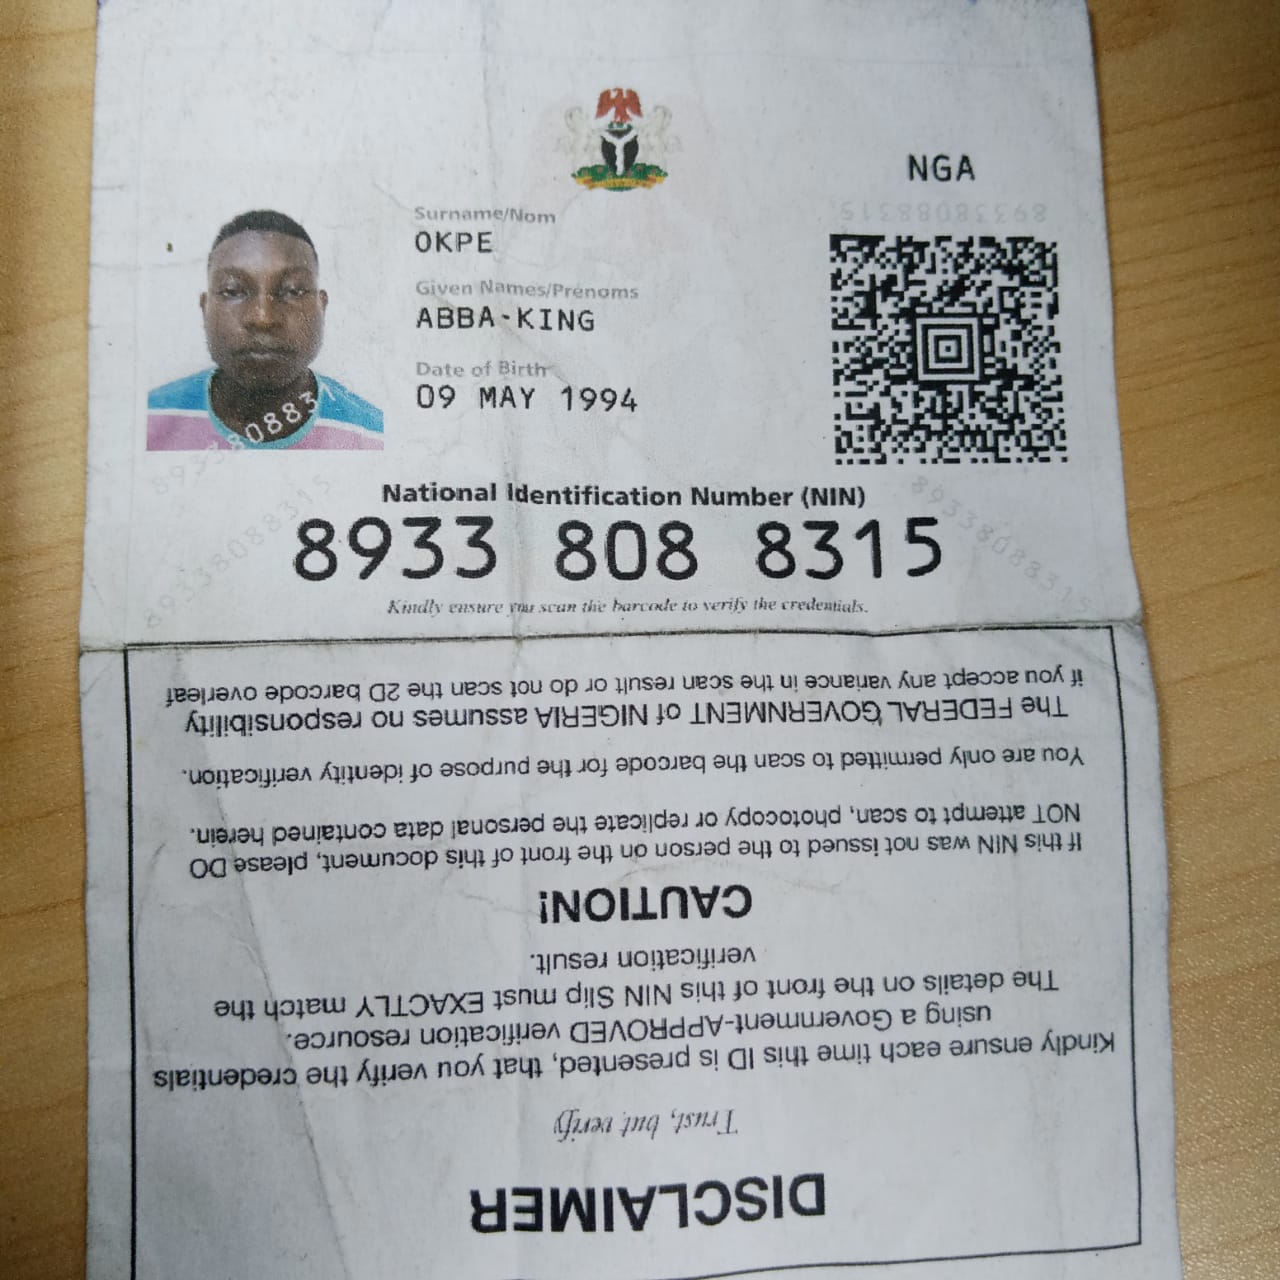 NGA
89338088315
Surname/Nom
OKPE
Given Names/Prénoms
ABBA-KING
Date of Birth
09 MAY 1994
89338088315
89338088315
89338088315
National Identification Number (NIN)
8933 808 8315
Kindly ensure you scan the barcode to verify the credentials.
DISCLAIMER
Trust, but verify
Kindly ensure each time this ID is presented, that you verify the credentials
using a Government-APPROVED verification resource.
The details on the front of this NIN Slip must EXACTLY match the
verification result.
CAUTION!
If this NIN was not issued to the person on the front of this document, please DO
NOT attempt to scan, photocopy or replicate the personal data contained herein.
You are only permitted to scan the barcode for the purpose of identity verification.
The FEDERAL GOVERNMENT of NIGERIA assumes no responsibility
if you accept any variance in the scan result or do not scan the 2D barcode overleaf